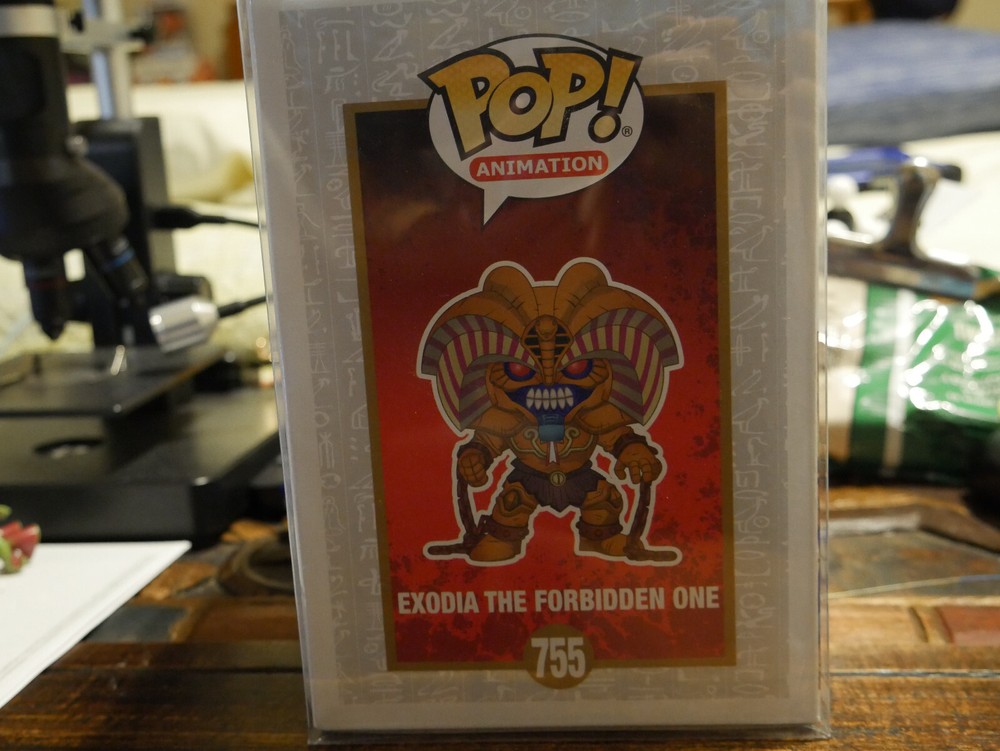 POP!®
ANIMATION
EXODIA THE FORBIDDEN ONE
755